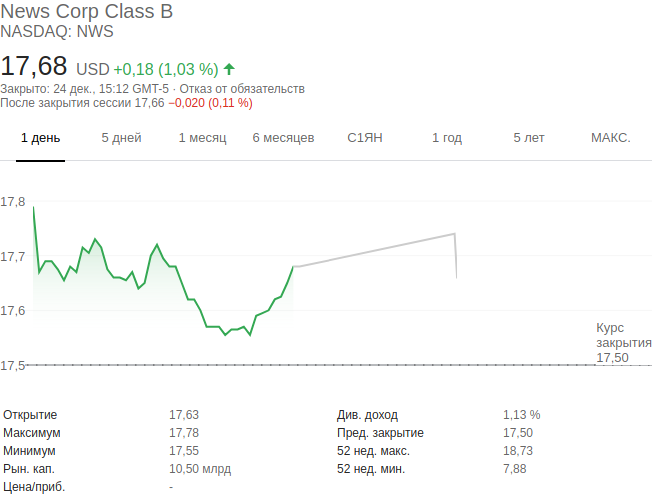 News Corp Class B
NASDAQ: NWS
17,68 USD +0,18 (1,03 %)
Закрыто: 24 дек., 15:12 GMT-5 · Отказ от обязательств
После закрытия сессии 17,66 −0,020 (0,11 %)
1 день 5 дней 1 месяц 6 месяцев С1ЯН 1 год 5 лет МАКС.
17,8
17,7
17,6
17,5
Курс
закрытия
17,50
Открытие 17,63 Див. доход 1,13 %
Максимум 17,78 Пред. закрытие 17,50
Минимум 17,55 52 нед. макс. 18,73
Рын. кап. 10,50 млрд 52 нед. мин. 7,88
Цена/приб. -